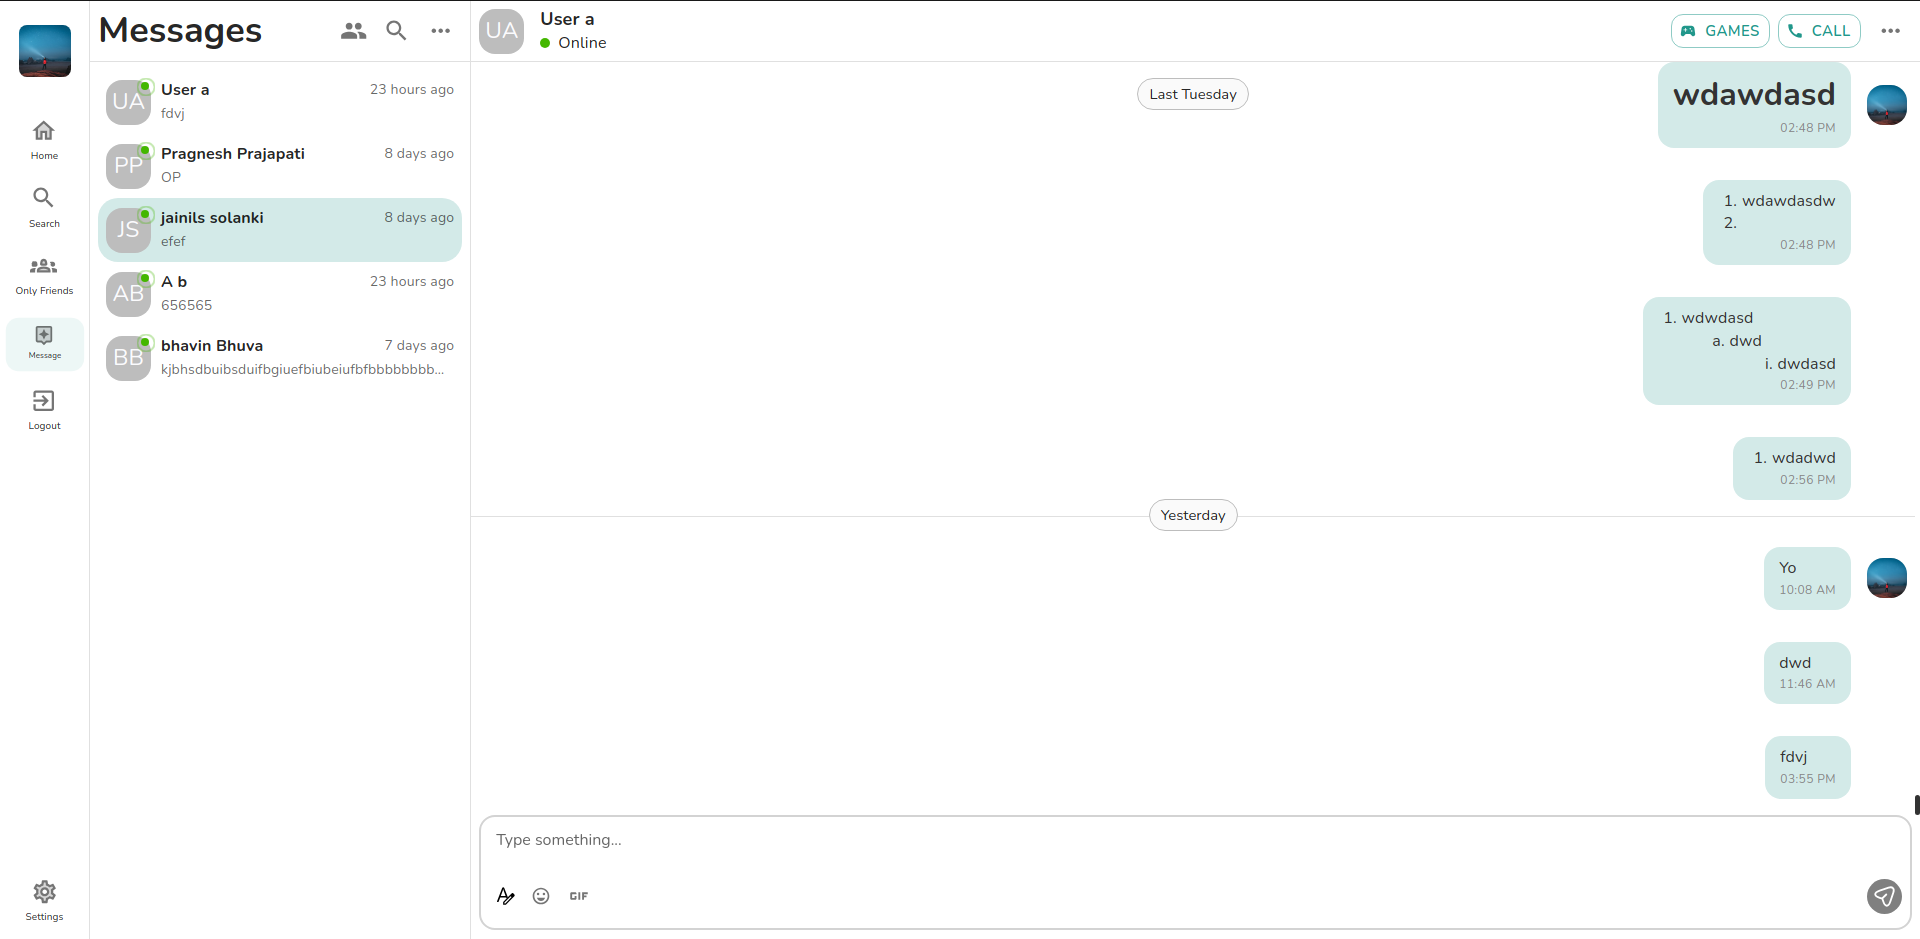 Home
Search
Only Friends
Message
Logout
Settings
Messages
UA
User a
23 hours ago
fdvj
PP
Pragnesh Prajapati
8 days ago
OP
JS
jainils solanki
8 days ago
efef
AB
A b
23 hours ago
656565
BB
bhavin Bhuva
7 days ago
kjbhsdbuibsduifbgiuefbiubeiufbfbbbbbbbb...
UA
User a
Online
GAMES
CALL
Last Tuesday
wdawdasd
02:48 PM
1. wdawdasdw
2.
02:48 PM
1. wdwdasd
a. dwd
i. dwdasd
02:49 PM
1. wdadwd
02:56 PM
Yesterday
Yo
10:08 AM
dwd
11:46 AM
fdvj
03:55 PM
Type something...
GIF